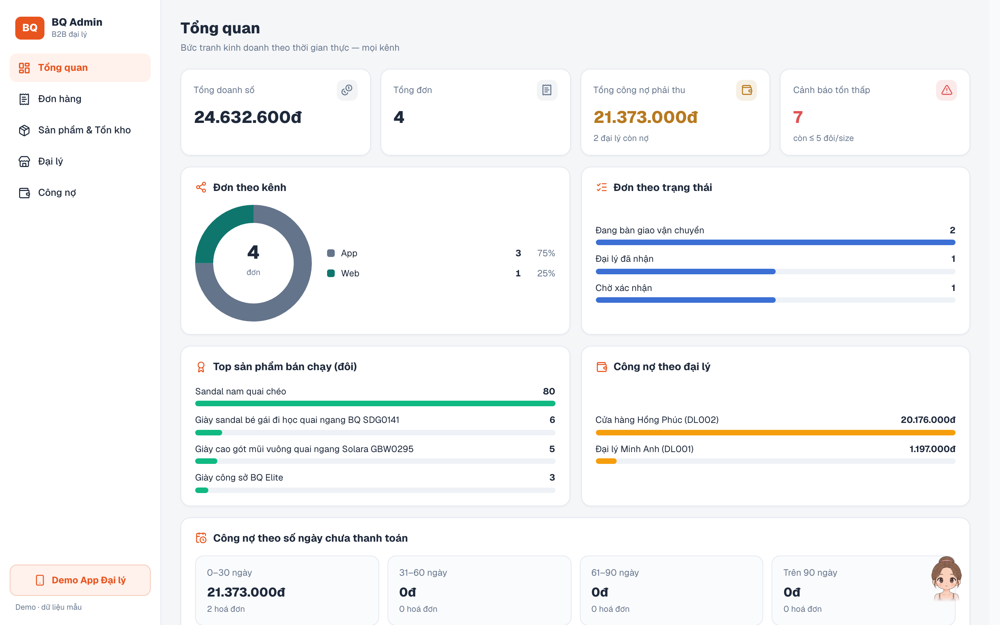 BQ
BQ Admin
B2B đại lý
Tổng quan
Đơn hàng
Sản phẩm & Tồn kho
Đại lý
Công nợ
Demo App Đại lý
Demo · dữ liệu mẫu
Tổng quan
Bức tranh kinh doanh theo thời gian thực — mọi kênh
Tổng doanh số
24.632.600đ
Tổng đơn
4
Tổng công nợ phải thu
21.373.000đ
2 đại lý còn nợ
Cảnh báo tồn thấp
7
còn ≤ 5 đôi/size
Đơn theo kênh
4
đơn
App 3 75%
Web 1 25%
Đơn theo trạng thái
Đang bàn giao vận chuyển 2
Đại lý đã nhận 1
Chờ xác nhận 1
Top sản phẩm bán chạy (đôi)
Sandal nam quai chéo 80
Giày sandal bé gái đi học quai ngang BQ SDG0141 6
Giày cao gót mũi vuông quai ngang Solara GBW0295 5
Giày công sở BQ Elite 3
Công nợ theo đại lý
Cửa hàng Hồng Phúc (DL002) 20.176.000đ
Đại lý Minh Anh (DL001) 1.197.000đ
Công nợ theo số ngày chưa thanh toán
0–30 ngày
21.373.000đ
2 hoá đơn
31–60 ngày
0đ
0 hoá đơn
61–90 ngày
0đ
0 hoá đơn
Trên 90 ngày
0đ
0 hoá đơn